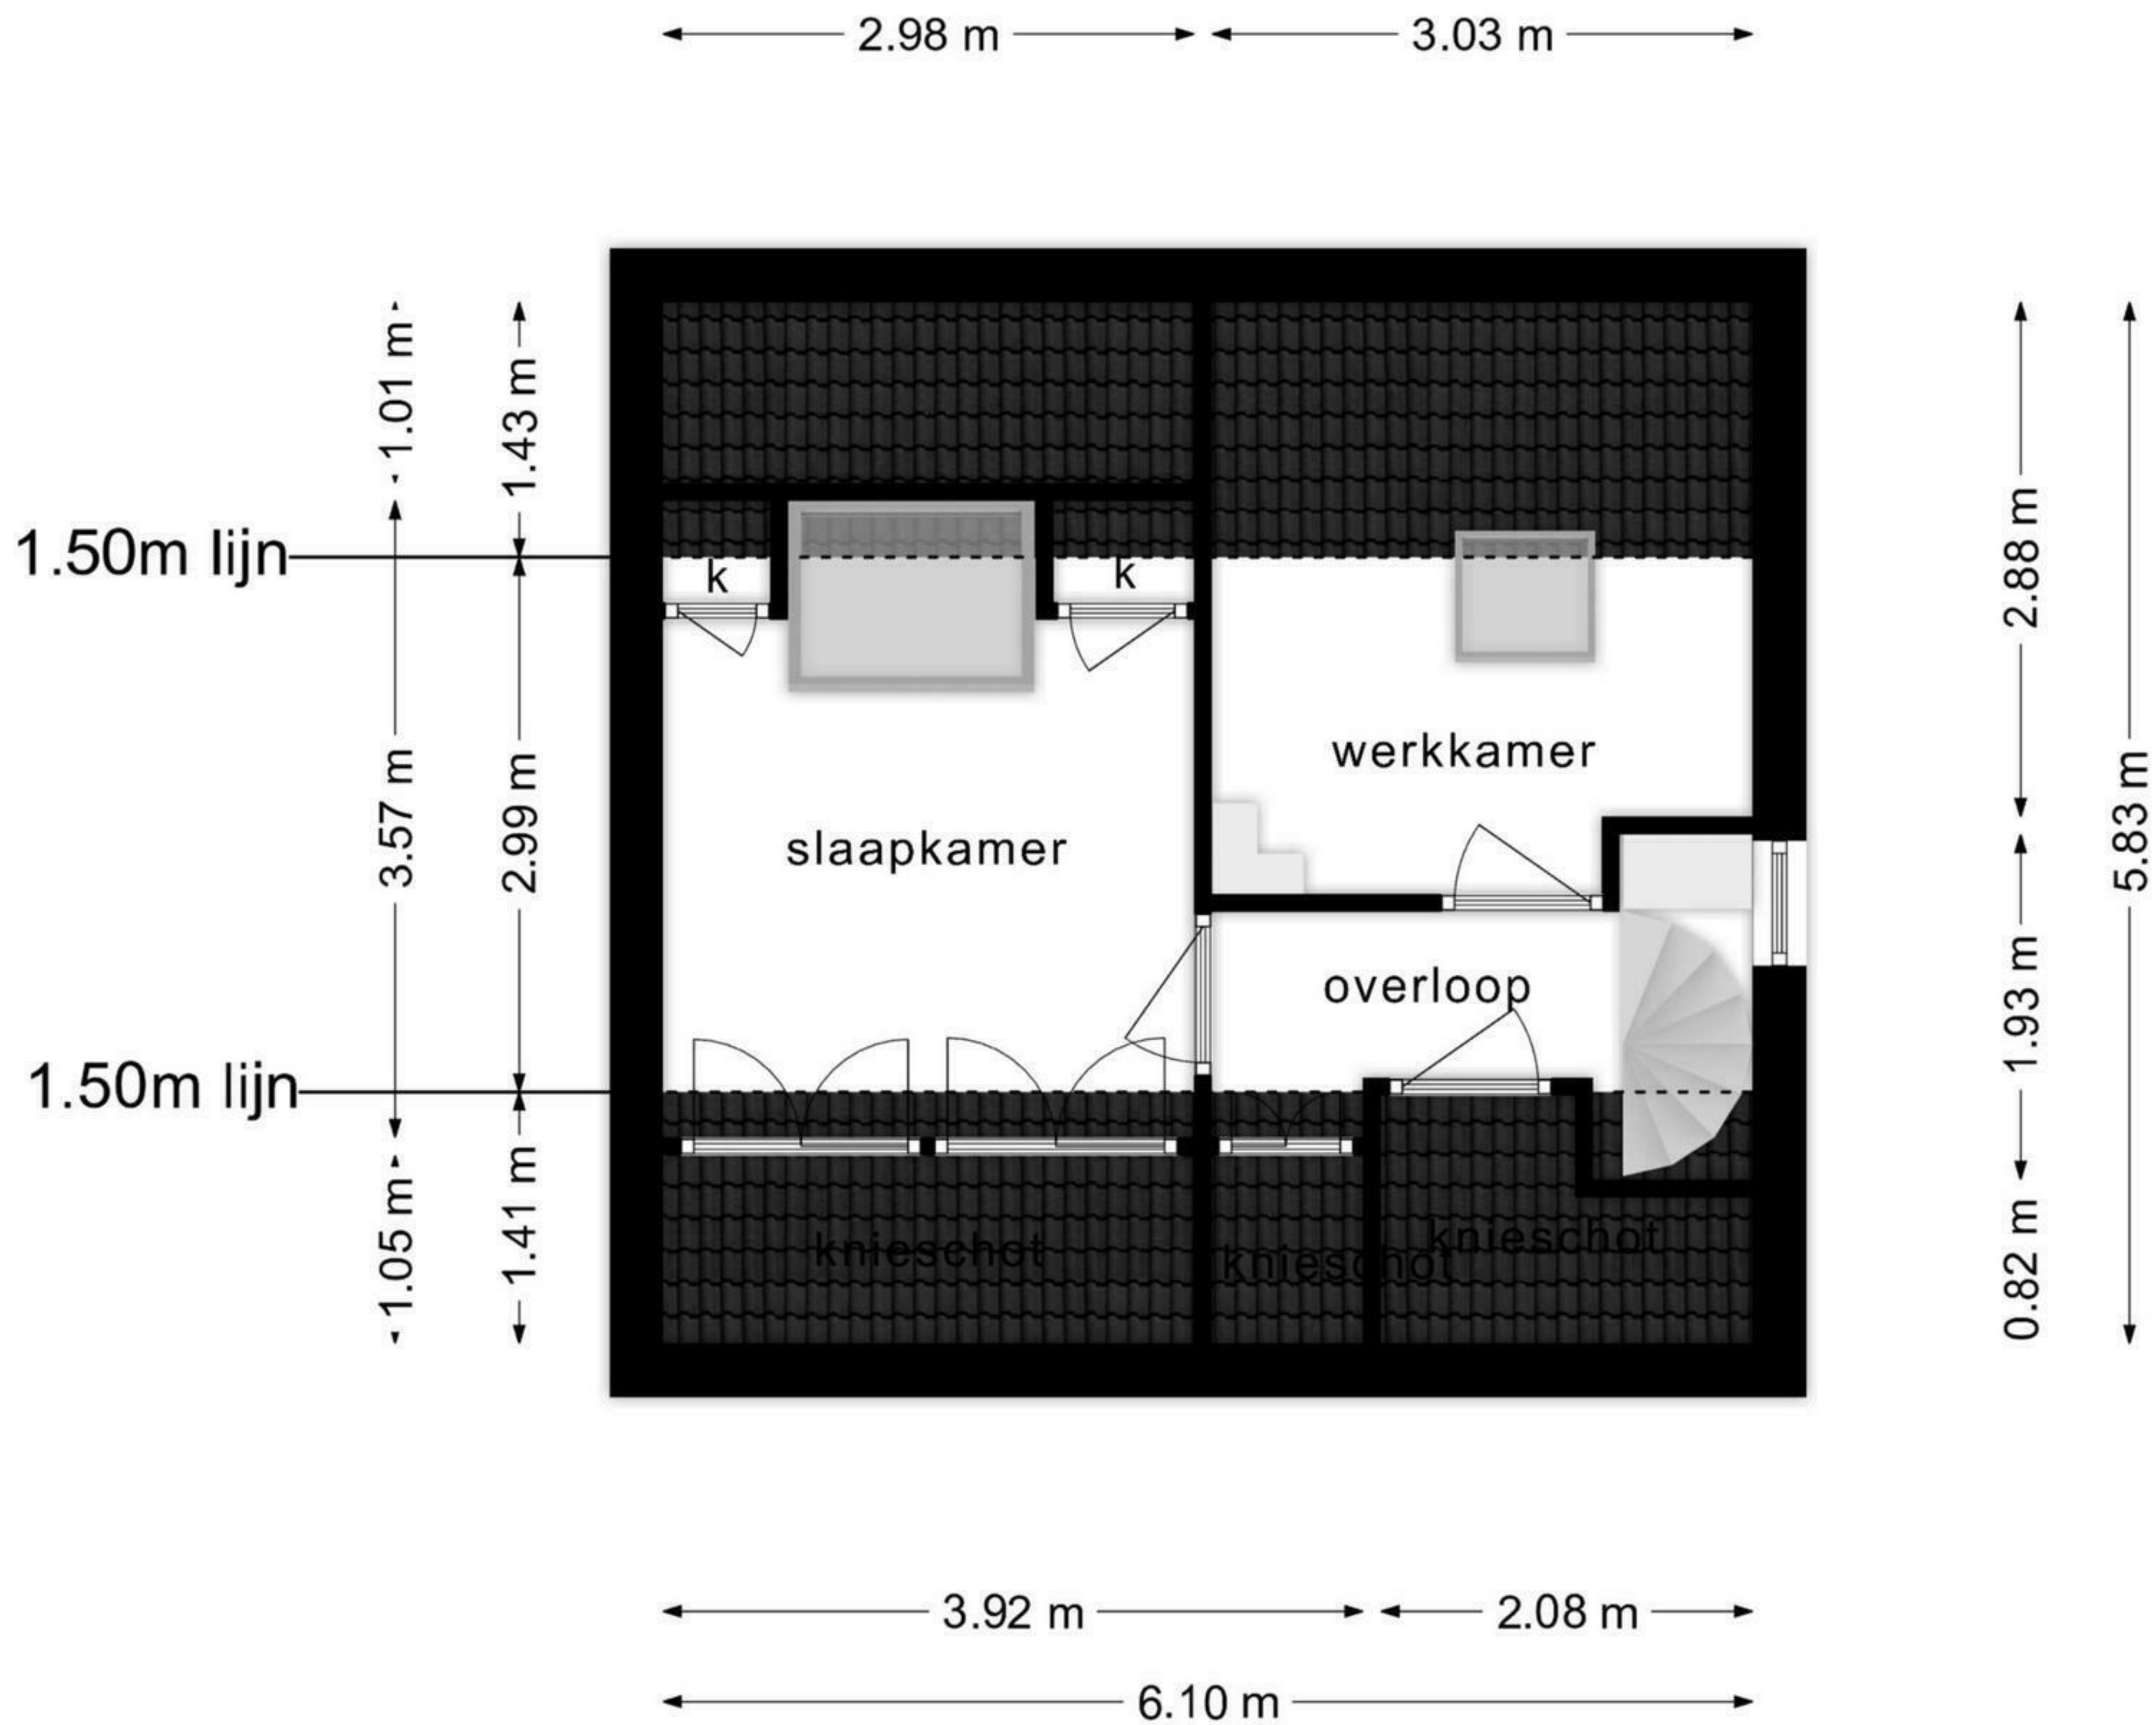 2.98 m
3.03 m
1.01 m
1.43 m
1.50m lijn
k
k
2.88 m
werkkamer
3.57 m
2.99 m
slaapkamer
5.83 m
overloop
1.93 m
1.50m lijn
1.05 m
1.41 m
knieschot
knieschot
knieschot
0.82 m
3.92 m
2.08 m
6.10 m